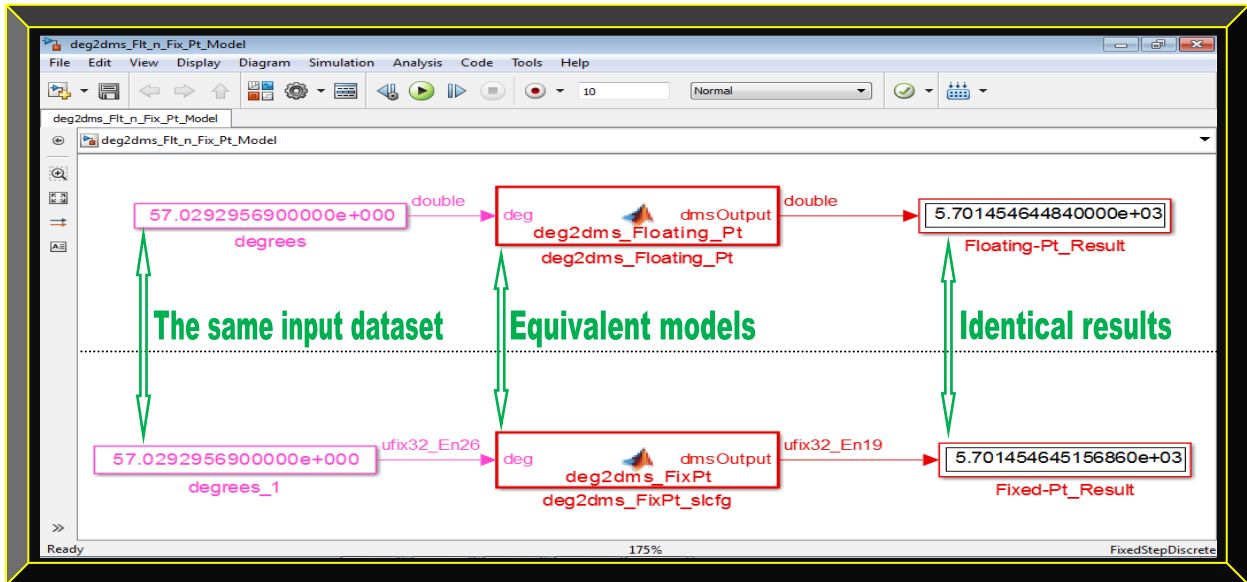 deg2dms_Flt_n_Fix_Pt_Model
File Edit View Display Diagram Simulation Analysis Code Tools Help
10 Normal
deg2dms_Flt_n_Fix_Pt_Model
deg2dms_Flt_n_Fix_Pt_Model
57.0292956900000e+000
degrees
double
deg dmsOutput
deg2dms_Floating_Pt
deg2dms_Floating_Pt
double
5.701454644840000e+03
Floating-Pt_Result
The same input dataset
Equivalent models
Identical results
57.0292956900000e+000
degrees_1
ufix32_En26
deg dmsOutput
deg2dms_FixPt
deg2dms_FixPt_slcfg
ufix32_En19
5.701454645156860e+03
Fixed-Pt_Result
Ready 175% FixedStepDiscrete